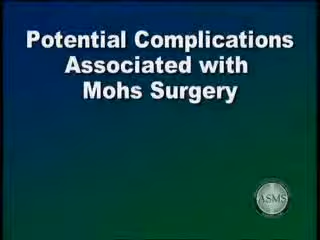 Potential Complications
Associated with
Mohs Surgery
ASMS